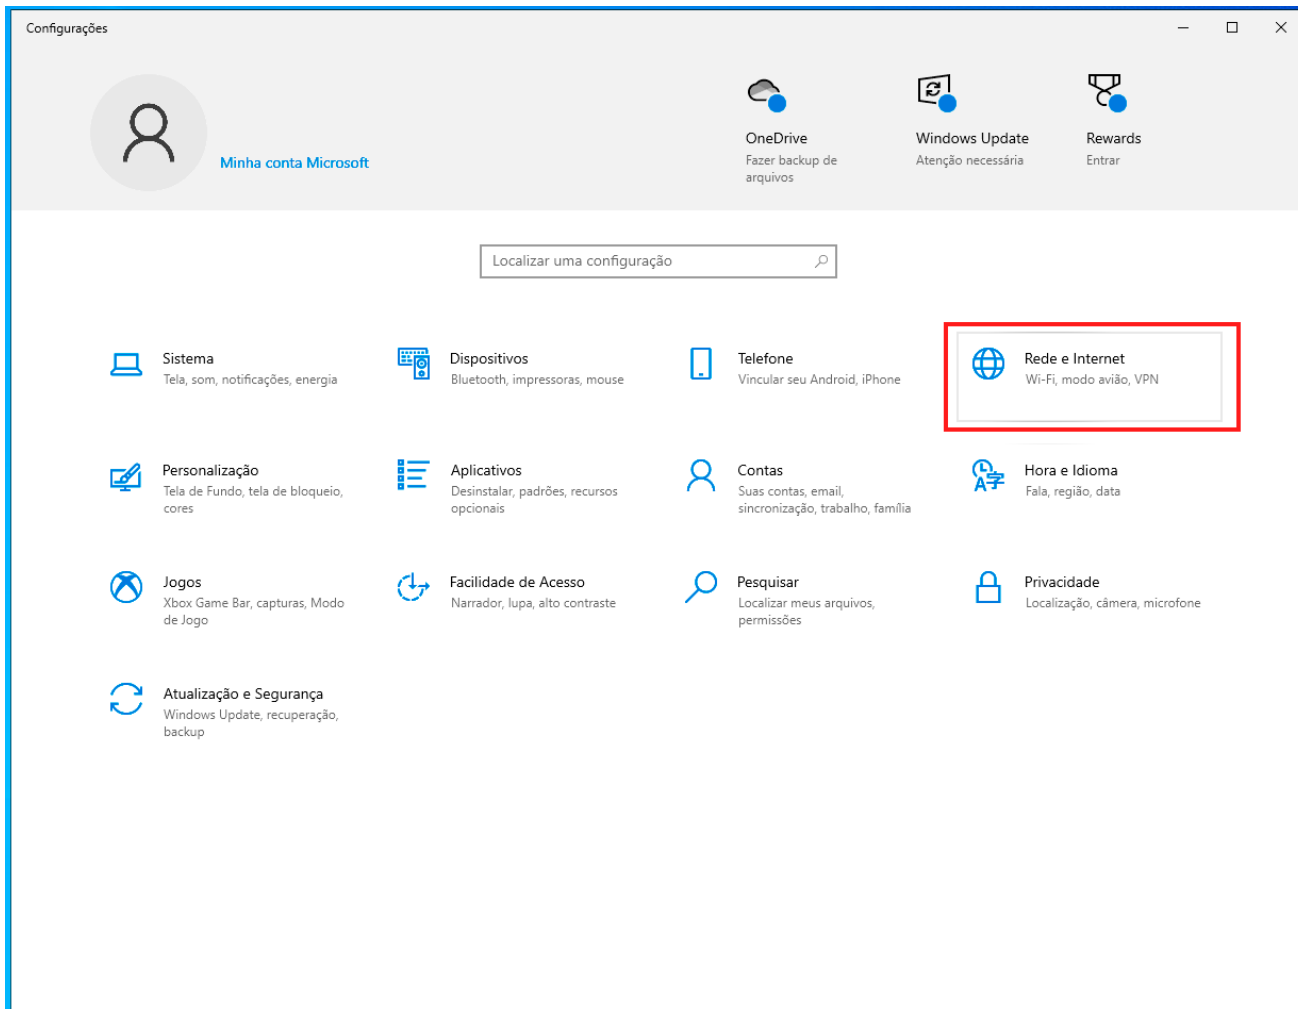 Configurações
Minha conta Microsoft
OneDrive
Fazer backup de
arquivos
Windows Update
Atenção necessária
Rewards
Entrar
Localizar uma configuração
Sistema
Tela, som, notificações, energia
Dispositivos
Bluetooth, impressoras, mouse
Telefone
Vincular seu Android, iPhone
Rede e Internet
Wi-Fi, modo avião, VPN
Personalização
Tela de Fundo, tela de bloqueio,
cores
Aplicativos
Desinstalar, padrões, recursos
opcionais
Contas
Suas contas, email,
sincronização, trabalho, família
Hora e Idioma
Fala, região, data
Jogos
Xbox Game Bar, capturas, Modo
de Jogo
Facilidade de Acesso
Narrador, lupa, alto contraste
Pesquisar
Localizar meus arquivos,
permissões
Privacidade
Localização, câmera, microfone
Atualização e Segurança
Windows Update, recuperação,
backup